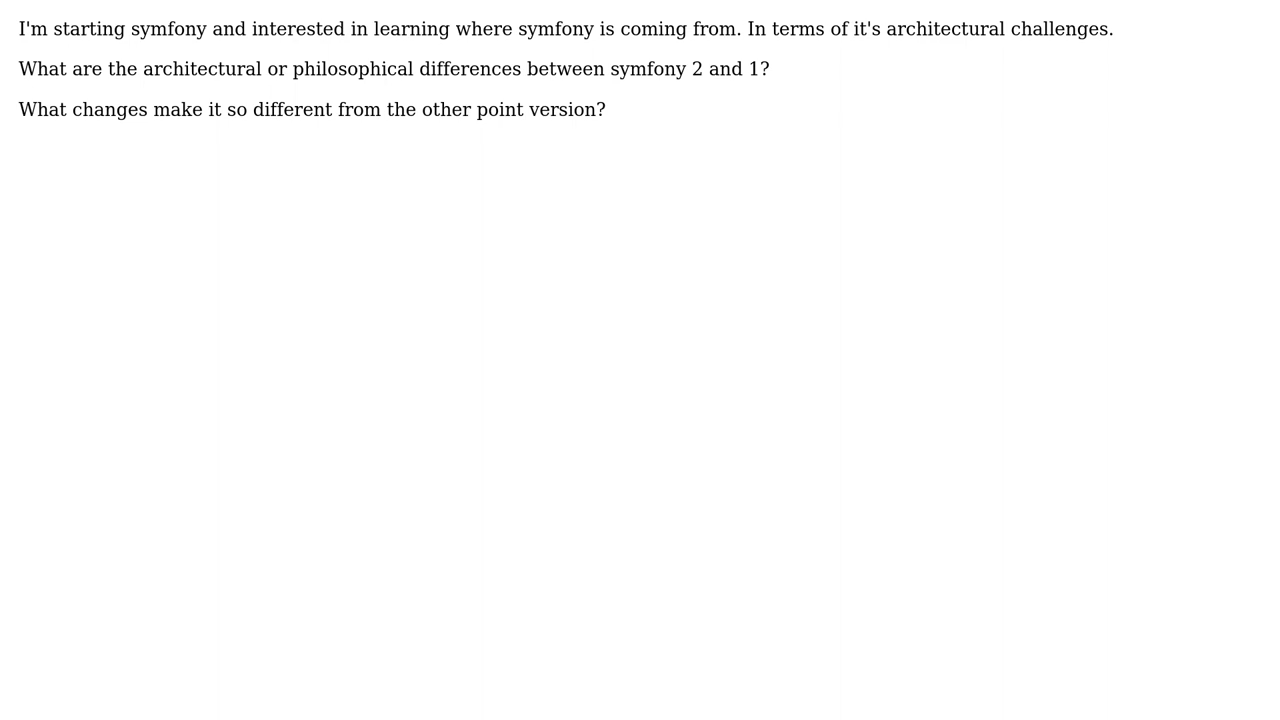 I'm starting symfony and interested in learning where symfony is coming from. In terms of it's architectural challenges.
What are the architectural or philosophical differences between symfony 2 and 1?
What changes make it so different from the other point version?